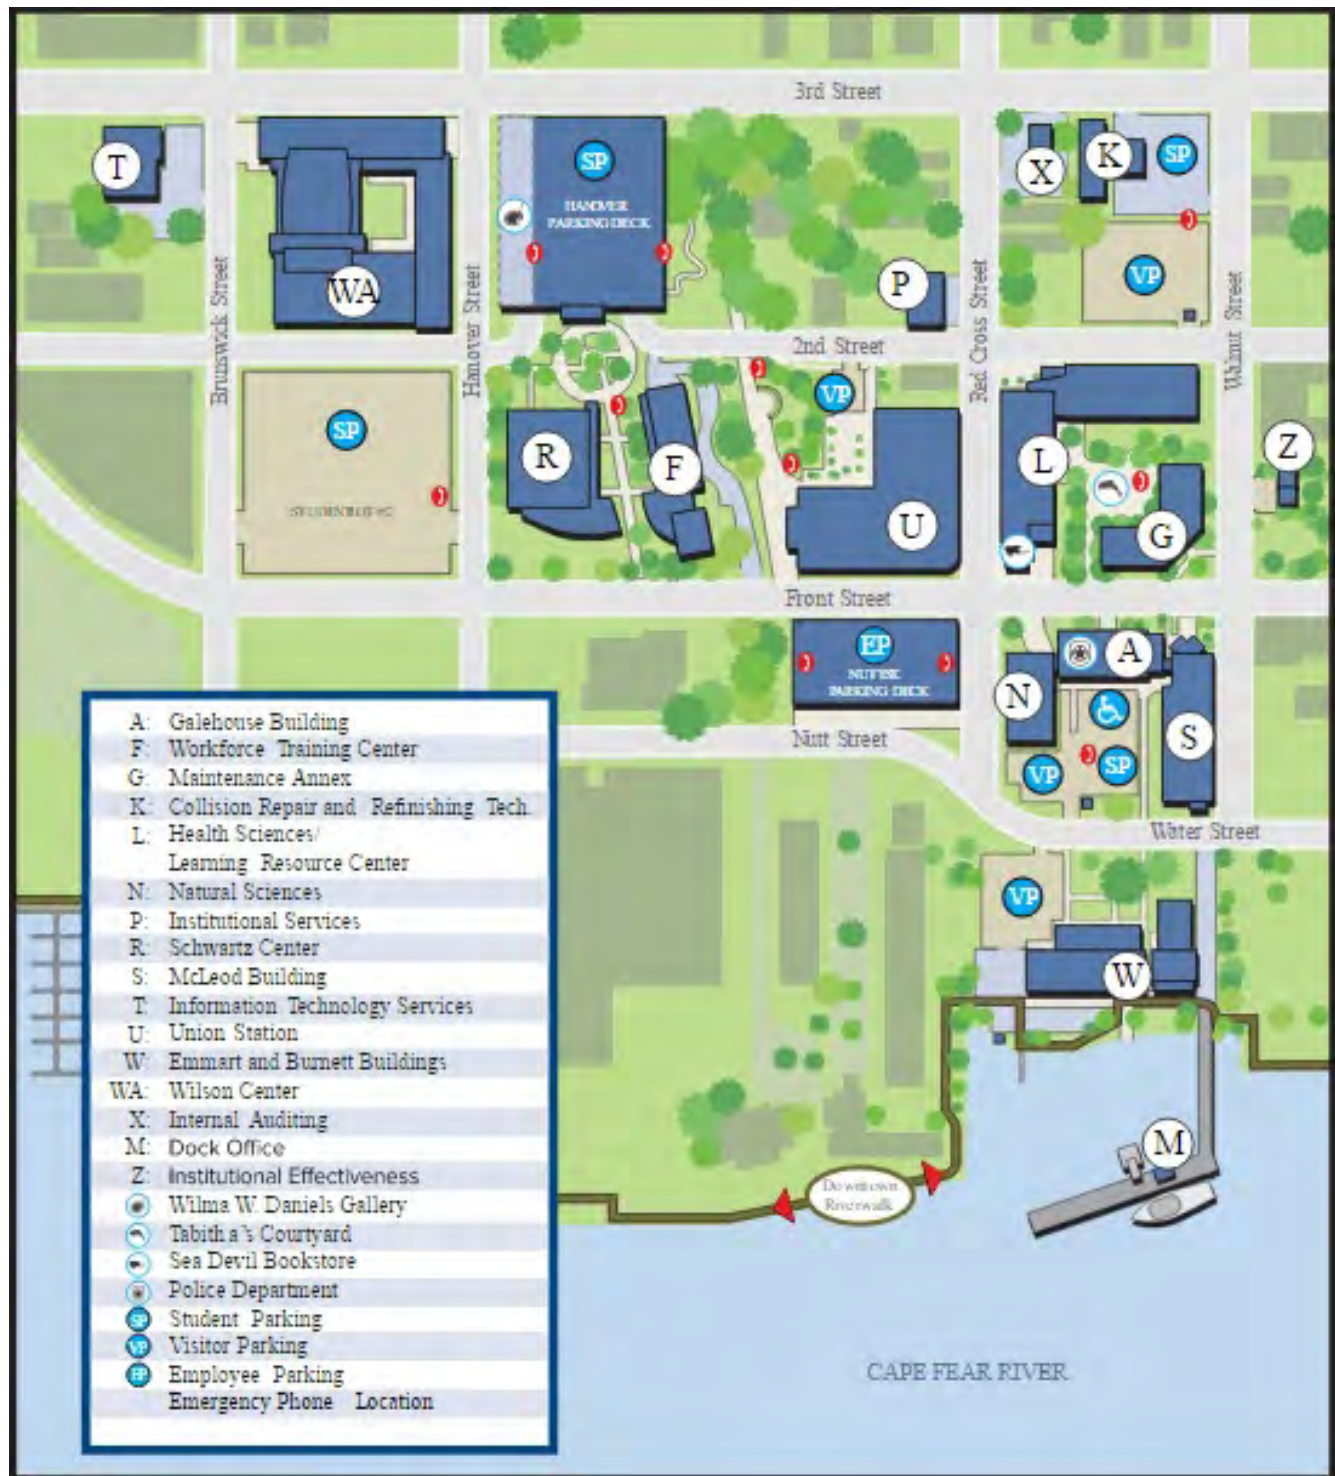 3rd Street
T
SP
X
K
SP
HANOVER
PARKING DECK
WA
P
VP
Brunswick Street
Hanover Street
Red Cross Street
Walnut Street
2nd Street
VP
SP
R
F
L
Z
U
G
Front Street
EP
PARKING DECK
A
N
S
Nutt Street
VP
SP
Water Street
VP
W
M
Downtown
Riverwalk
CAPE FEAR RIVER
A: Galehouse Building
F: Workforce Training Center
G: Maintenance Annex
K: Collision Repair and Refinishing Tech.
L: Health Sciences/
Learning Resource Center
N: Natural Sciences
P: Institutional Services
R: Schwartz Center
S: McLeod Building
T: Information Technology Services
U: Union Station
W: Emmart and Burnett Buildings
WA: Wilson Center
X: Internal Auditing
M: Dock Office
Z: Institutional Effectiveness
Wilma W. Daniels Gallery
Tabitha's Courtyard
Sea Devil Bookstore
Police Department
SP Student Parking
VP Visitor Parking
EP Employee Parking
Emergency Phone Location